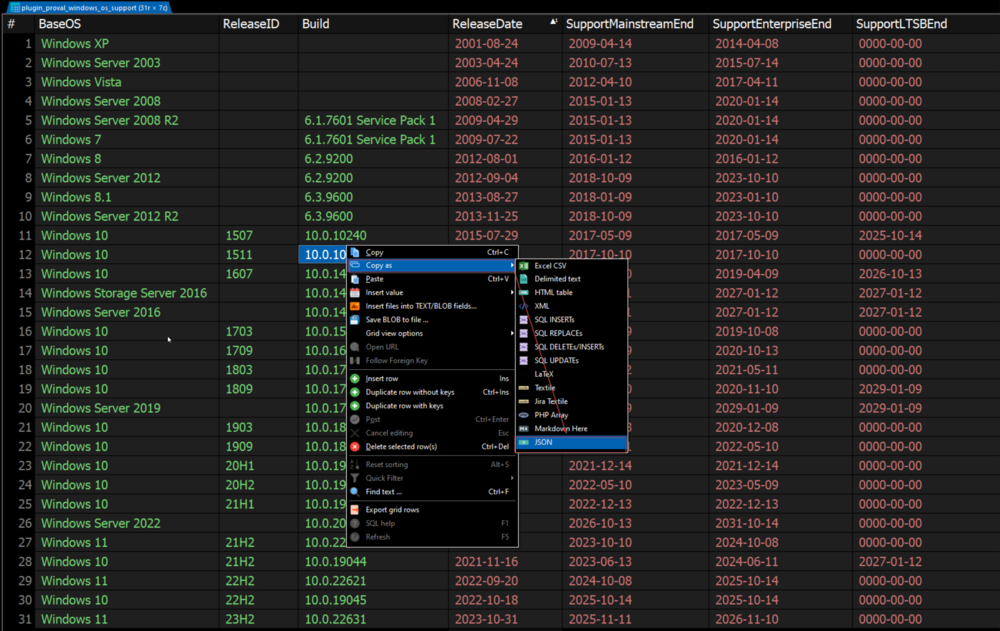 plugin_proval_windows_os_support (31r × 7c)
# BaseOS ReleaseID Build ReleaseDate SupportMainstreamEnd SupportEnterpriseEnd SupportLTSBEnd
1 Windows XP 2001-08-24 2009-04-14 2014-04-08 0000-00-00
2 Windows Server 2003 2003-04-24 2010-07-13 2015-07-14 0000-00-00
3 Windows Vista 2006-11-08 2012-04-10 2017-04-11 0000-00-00
4 Windows Server 2008 2008-02-27 2015-01-13 2020-01-14 0000-00-00
5 Windows Server 2008 R2 6.1.7601 Service Pack 1 2009-04-29 2015-01-13 2020-01-14 0000-00-00
6 Windows 7 6.1.7601 Service Pack 1 2009-07-22 2015-01-13 2020-01-14 0000-00-00
7 Windows 8 6.2.9200 2012-08-01 2016-01-12 2016-01-12 0000-00-00
8 Windows Server 2012 6.2.9200 2012-09-04 2018-10-09 2023-10-10 0000-00-00
9 Windows 8.1 6.3.9600 2013-08-27 2018-01-09 2023-01-10 0000-00-00
10 Windows Server 2012 R2 6.3.9600 2013-11-25 2018-10-09 2023-10-10 0000-00-00
11 Windows 10 1507 10.0.10240 2015-07-29 2017-05-09 2017-05-09 2025-10-14
12 Windows 10 1511 10.0.10 2017-10-10 2017-10-10 0000-00-00
13 Windows 10 1607 10.0.14 2019-04-09 2026-10-13
14 Windows Storage Server 2016 10.0.14 2027-01-12 2027-01-12
15 Windows Server 2016 10.0.14 2027-01-12 2027-01-12
16 Windows 10 1703 10.0.15 2019-10-08 0000-00-00
17 Windows 10 1709 10.0.16 2020-10-13 0000-00-00
18 Windows 10 1803 10.0.17 2021-05-11 0000-00-00
19 Windows 10 1809 10.0.17 2020-11-10 2029-01-09
20 Windows Server 2019 10.0.17 2029-01-09 2029-01-09
21 Windows 10 1903 10.0.18 2020-12-08 0000-00-00
22 Windows 10 1909 10.0.18 2022-05-10 0000-00-00
23 Windows 10 20H1 10.0.19 2021-12-14 2021-12-14 0000-00-00
24 Windows 10 20H2 10.0.19 2022-05-10 2023-05-09 0000-00-00
25 Windows 10 21H1 10.0.19 2022-12-13 2022-12-13 0000-00-00
26 Windows Server 2022 10.0.20 2026-10-13 2031-10-14 0000-00-00
27 Windows 11 21H2 10.0.22 2023-10-10 2024-10-08 0000-00-00
28 Windows 10 21H2 10.0.19044 2021-11-16 2023-06-13 2024-06-11 2027-01-12
29 Windows 11 22H2 10.0.22621 2022-09-20 2024-10-08 2025-10-14 0000-00-00
30 Windows 10 22H2 10.0.19045 2022-10-18 2025-10-14 2025-10-14 0000-00-00
31 Windows 11 23H2 10.0.22631 2023-10-31 2025-11-11 2026-11-10 0000-00-00
Copy Ctrl+C
Copy as
Paste Ctrl+V
Insert value
Insert files into TEXT/BLOB fields...
Save BLOB to file ...
Grid view options
Open URL
Follow Foreign Key
Insert row Ins
Duplicate row without keys Ctrl+Ins
Duplicate row with keys
Post Ctrl+Enter
Cancel editing Esc
Delete selected row(s) Ctrl+Del
Reset sorting Alt+S
Quick Filter
Find text ... Ctrl+F
Export grid rows
SQL help F1
Refresh F5
Excel CSV
Delimited text
HTML table
XML
SQL INSERTs
SQL REPLACEs
SQL DELETEs/INSERTs
SQL UPDATEs
LaTeX
Textile
Jira Textile
PHP Array
Markdown Here
JSON